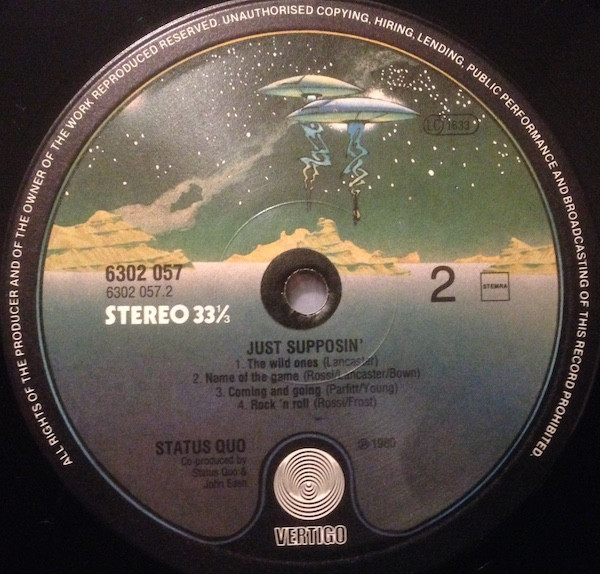 ALL RIGHTS OF THE PRODUCER AND OF THE OWNER OF THE WORK REPRODUCED RESERVED. UNAUTHORISED COPYING, HIRING, LENDING, PUBLIC PERFORMANCE AND BROADCASTING OF THIS RECORD PROHIBITED.
LC 1633
6302 057
6302 057.2
STEREO 33⅓
2
STEMRA
JUST SUPPOSIN'
1. The wild ones (Lancaster)
2. Name of the game (Rossi/Lancaster/Bown)
3. Coming and going (Parfitt/Young)
4. Rock 'n roll (Rossi/Frost)
STATUS QUO
Co-produced by
Status Quo &
John Eden
℗ 1980
VERTIGO